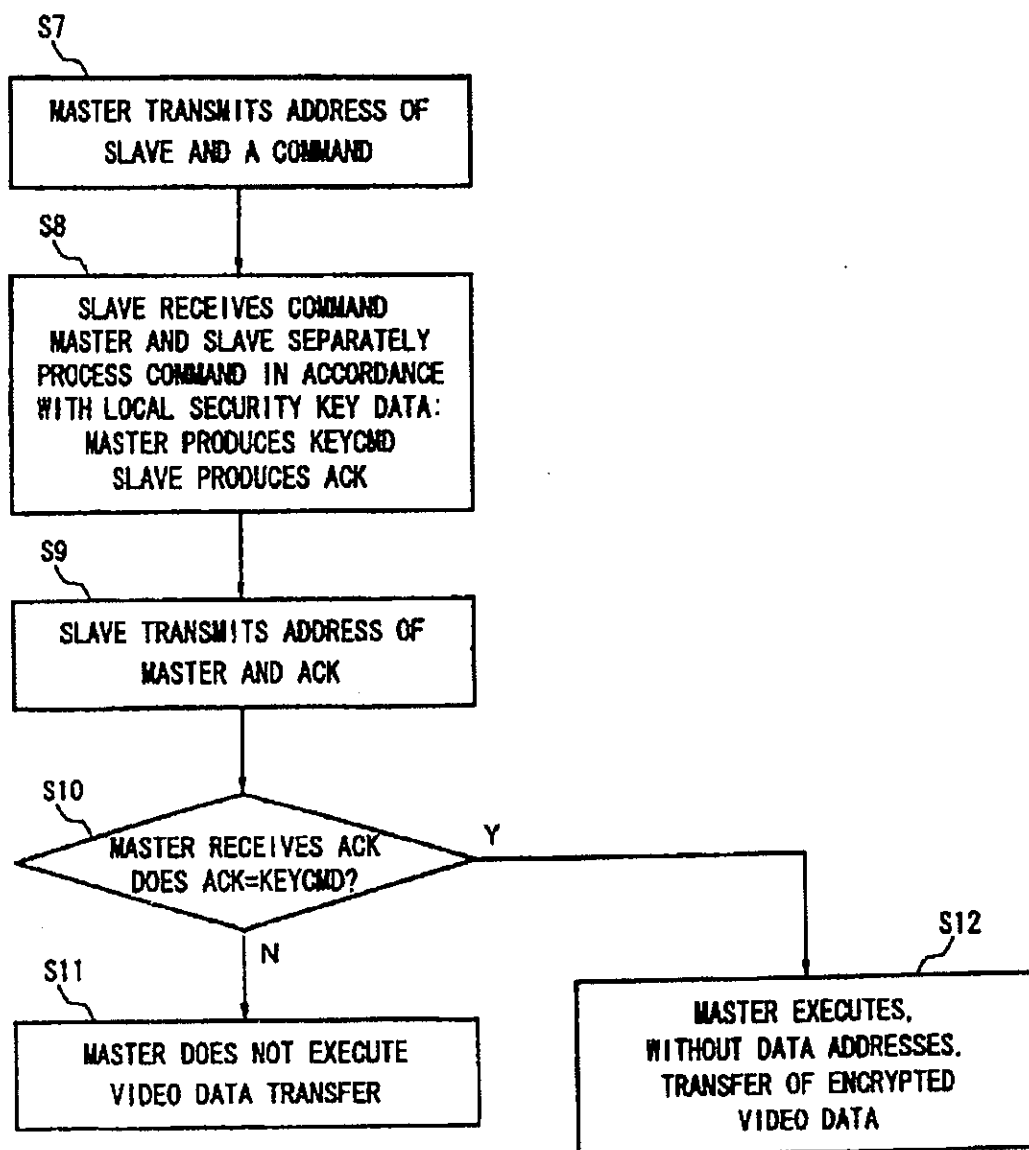 S7
MASTER TRANSMITS ADDRESS OF
SLAVE AND A COMMAND
S8
SLAVE RECEIVES COMMAND
MASTER AND SLAVE SEPARATELY
PROCESS COMMAND IN ACCORDANCE
WITH LOCAL SECURITY KEY DATA:
MASTER PRODUCES KEYCMD
SLAVE PRODUCES ACK
S9
SLAVE TRANSMITS ADDRESS OF
MASTER AND ACK
S10
MASTER RECEIVES ACK
DOES ACK=KEYCMD?
Y
N
S11
MASTER DOES NOT EXECUTE
VIDEO DATA TRANSFER
S12
MASTER EXECUTES,
WITHOUT DATA ADDRESSES,
TRANSFER OF ENCRYPTED
VIDEO DATA